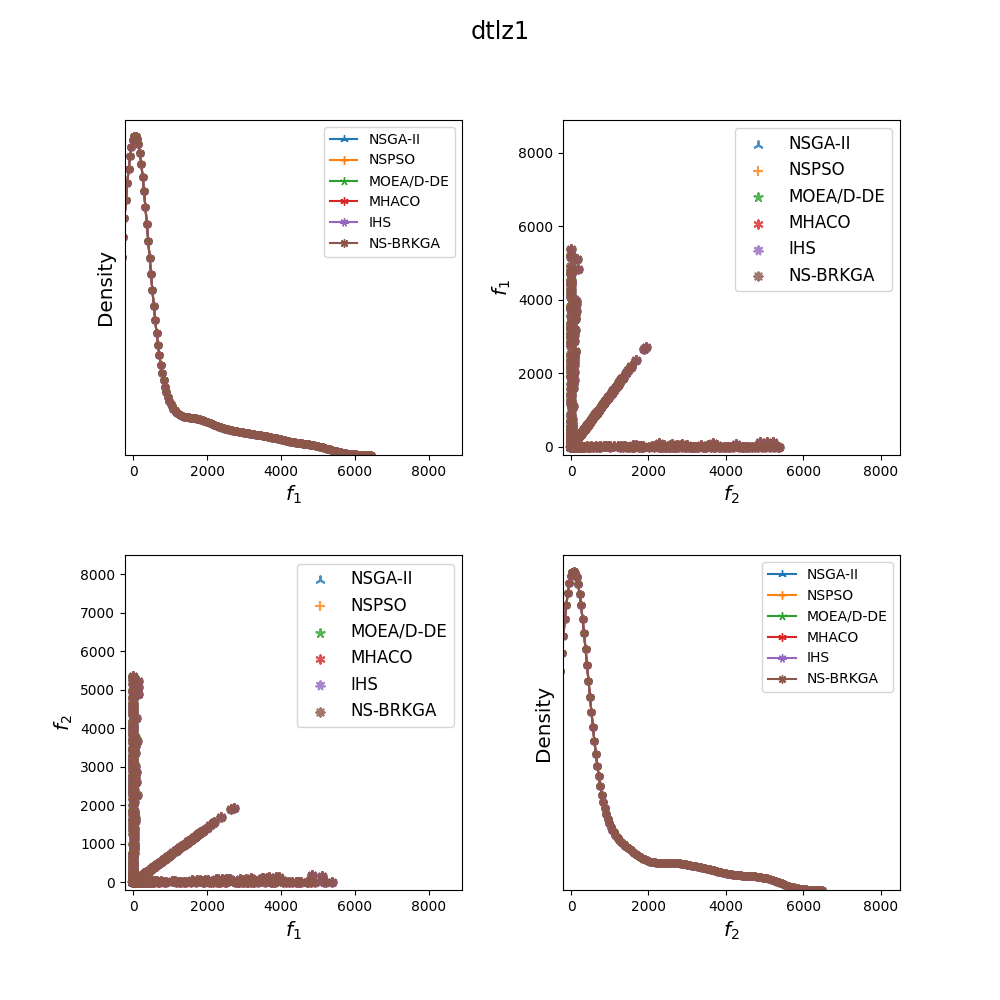 dtlz1
Density
NSGA-II
NSPSO
MOEA/D-DE
MHACO
IHS
NS-BRKGA
0 2000 4000 6000 8000
f1
f1
8000
6000
4000
2000
0
NSGA-II
NSPSO
MOEA/D-DE
MHACO
IHS
NS-BRKGA
0 2000 4000 6000 8000
f2
f2
8000
7000
6000
5000
4000
3000
2000
1000
0
NSGA-II
NSPSO
MOEA/D-DE
MHACO
IHS
NS-BRKGA
0 2000 4000 6000 8000
f1
Density
NSGA-II
NSPSO
MOEA/D-DE
MHACO
IHS
NS-BRKGA
0 2000 4000 6000 8000
f2